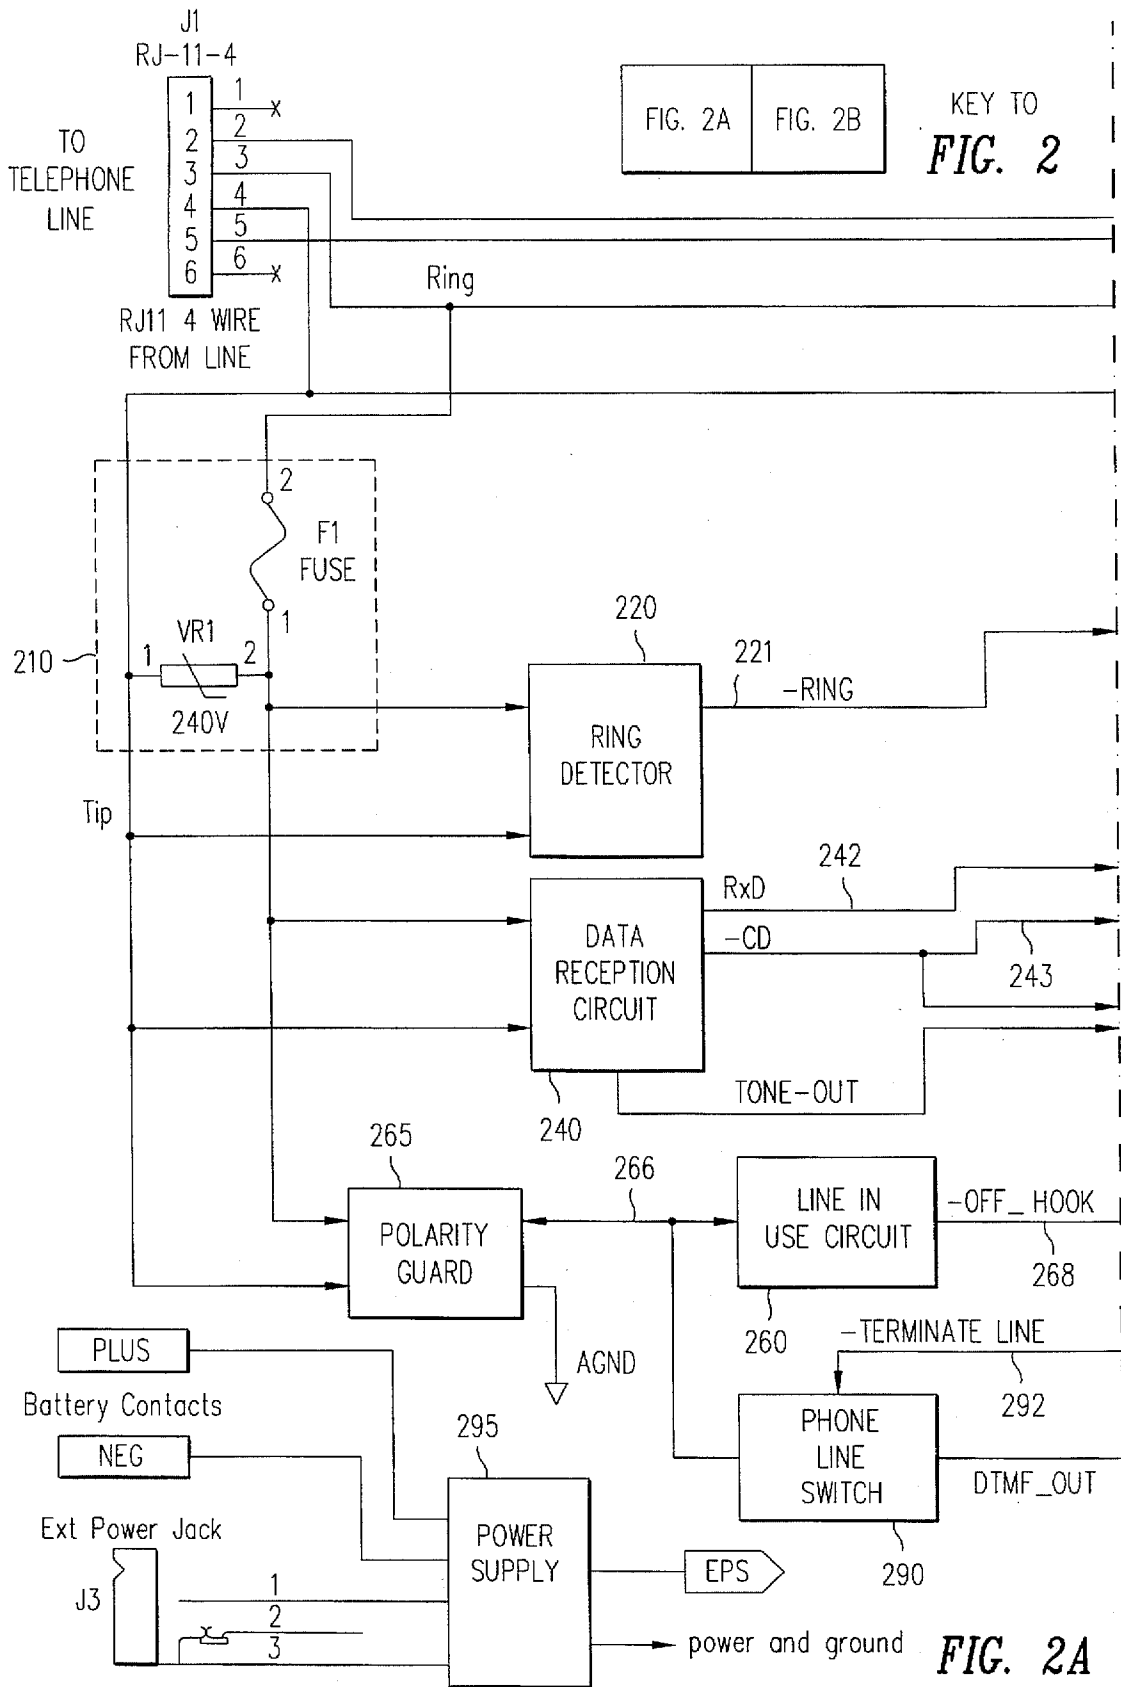 J1
RJ-11-4
1 1
2 2
3 3
4 4
5 5
6 6
TO
TELEPHONE
LINE
RJ11 4 WIRE
FROM LINE
FIG. 2A FIG. 2B
KEY TO
FIG. 2
Ring
2
F1
FUSE
1
VR1
1 2
240V
210
220
221
-RING
RING
DETECTOR
Tip
RxD
242
-CD
243
DATA
RECEPTION
CIRCUIT
240
TONE-OUT
265
266
POLARITY
GUARD
LINE IN
USE CIRCUIT
-OFF_HOOK
268
260
AGND
-TERMINATE LINE
292
PLUS
Battery Contacts
NEG
295
PHONE
LINE
SWITCH
DTMF_OUT
290
Ext Power Jack
J3
1
2
3
POWER
SUPPLY
EPS
power and ground
FIG. 2A